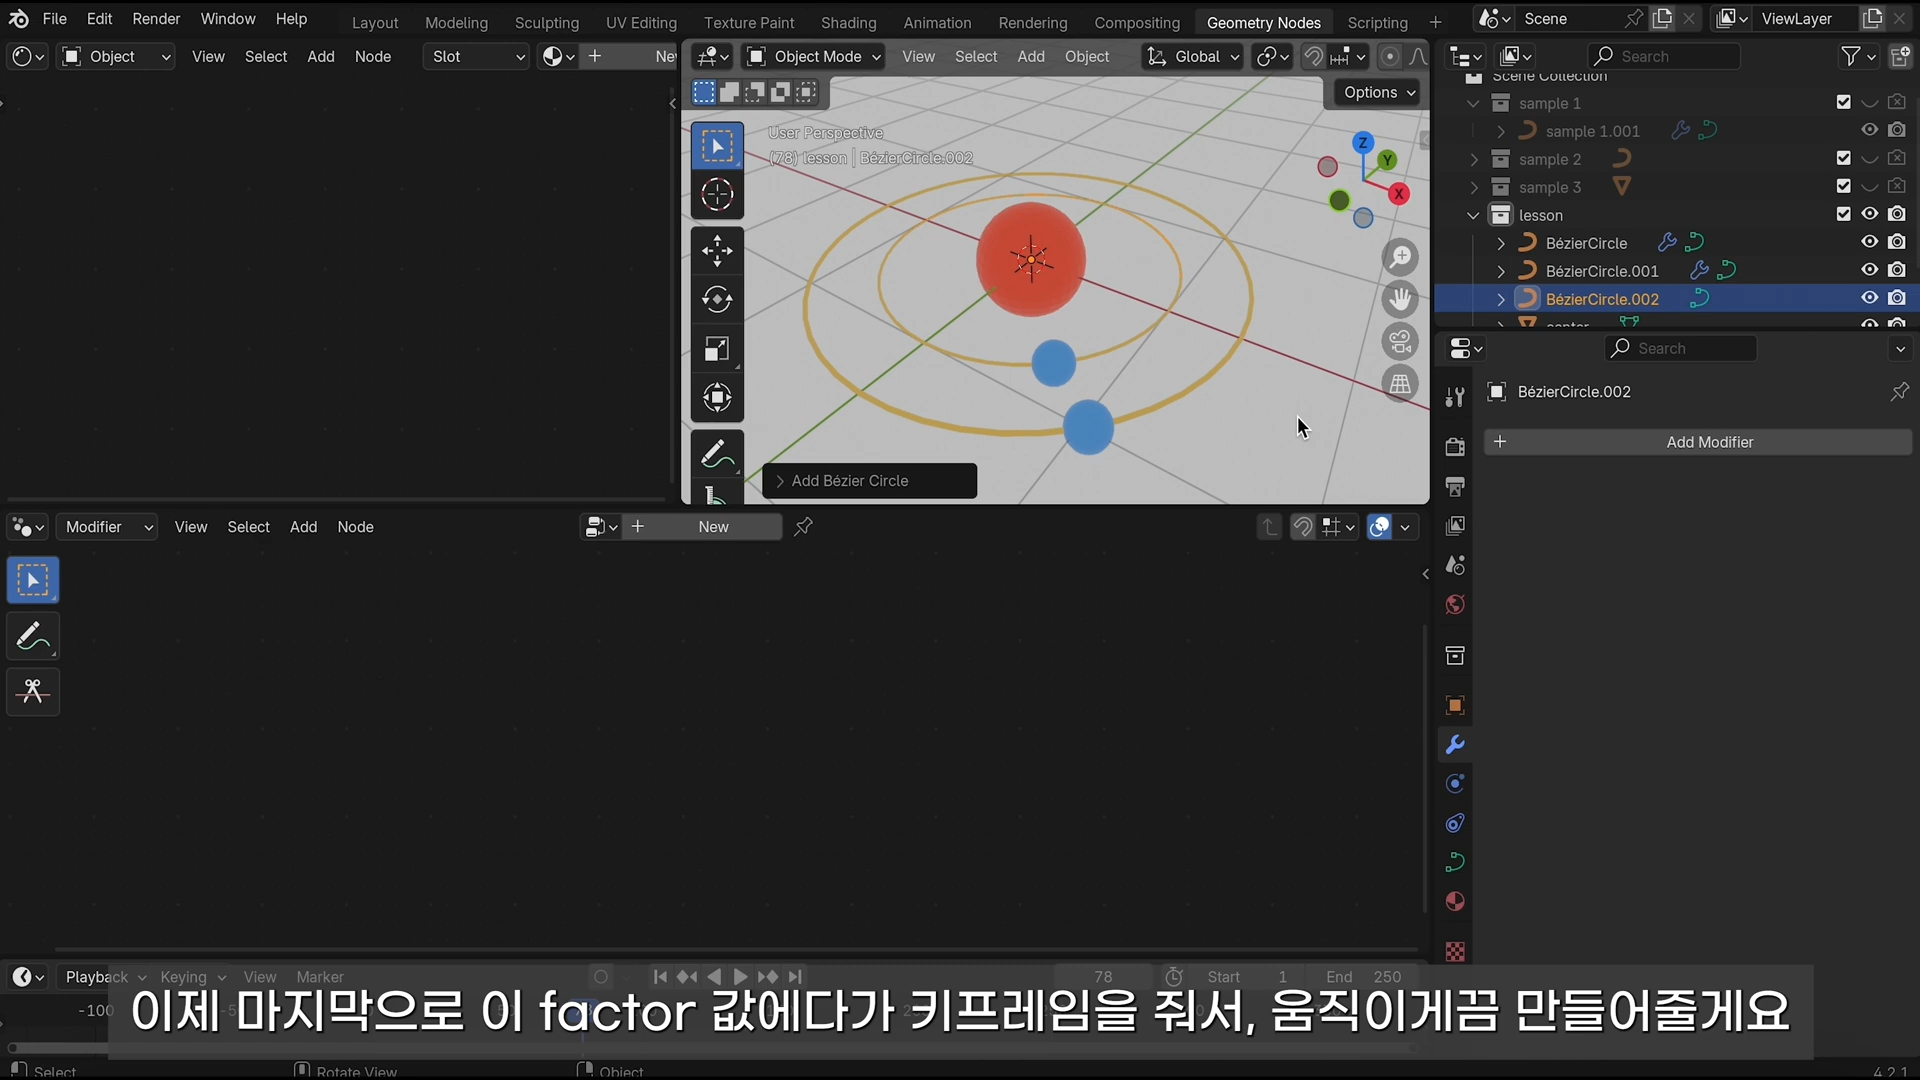 File Edit Render Window Help Layout Modeling Sculpting UV Editing Texture Paint Shading Animation Rendering Compositing Geometry Nodes Scripting + Scene ViewLayer
Object View Select Add Node Slot Object Mode View Select Add Object Global Search
Options
User Perspective
(78) lesson | BézierCircle.002
Z
Y
X
Scene Collection
sample 1
sample 1.001
sample 2
sample 3
lesson
BézierCircle
BézierCircle.001
BézierCircle.002
Search
BézierCircle.002
+ Add Modifier
> Add Bézier Circle
Modifier View Select Add Node + New
Playback Keying View Marker 78 Start 1 End 250
-100
이제 마지막으로 이 factor 값에다가 키프레임을 줘서, 움직이게끔 만들어줄게요
Select Rotate View Object 4.2.1